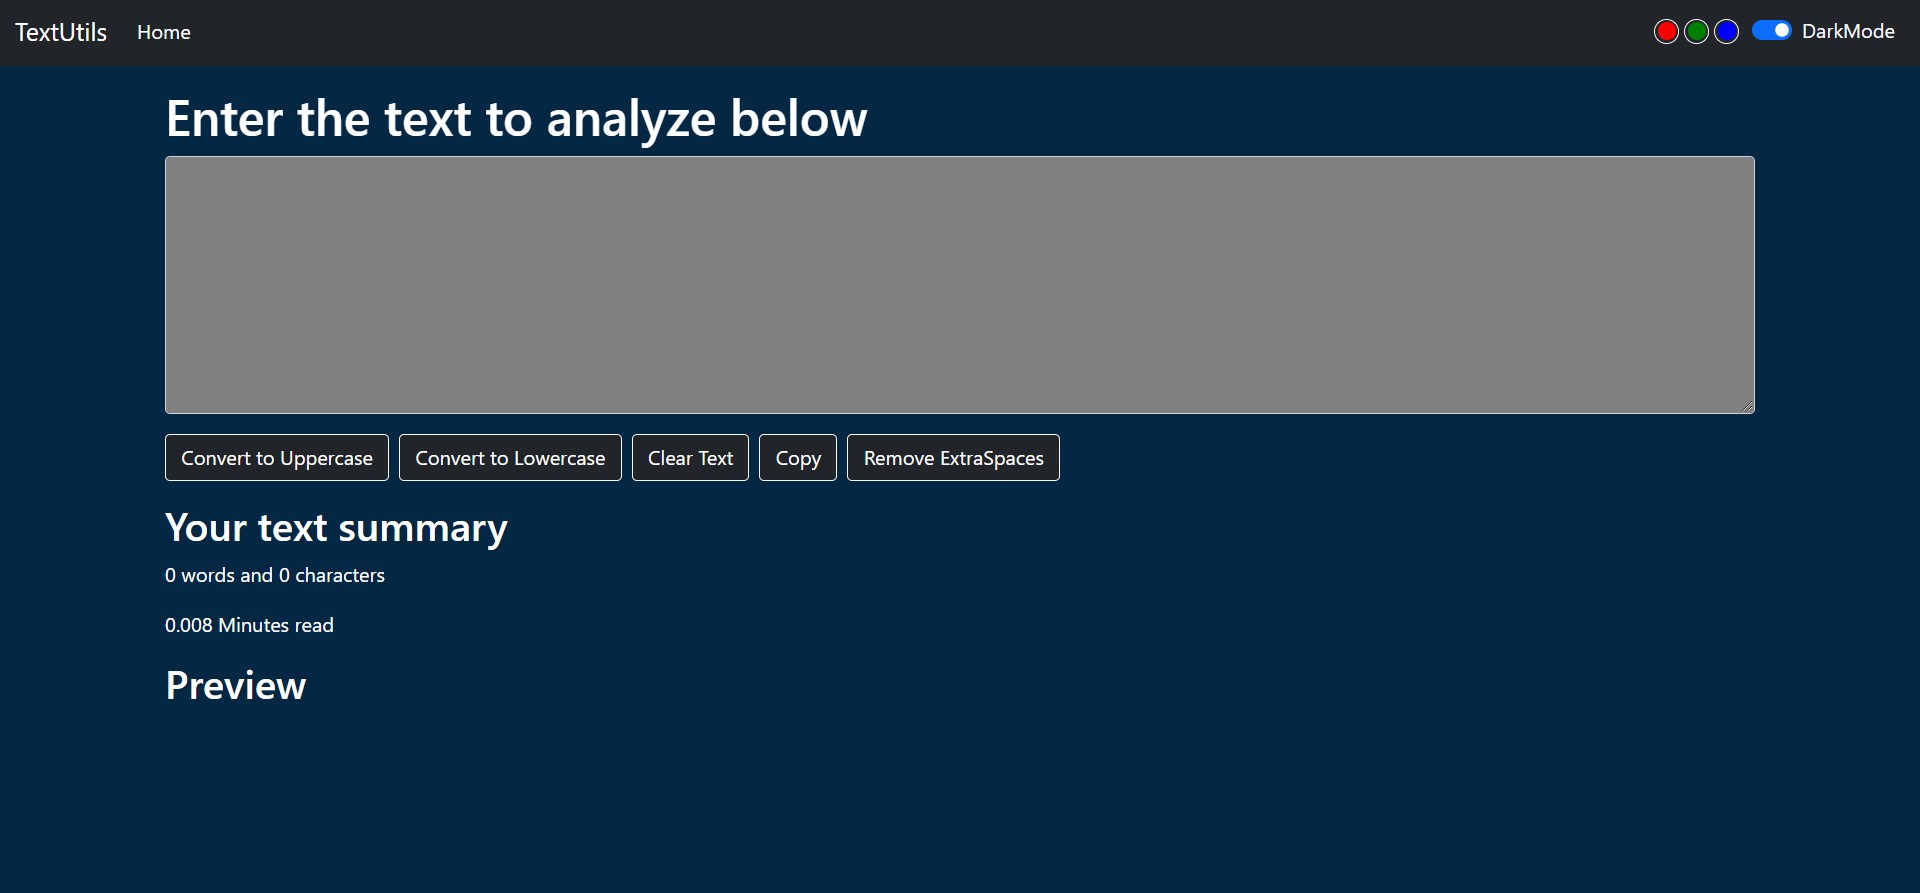 TextUtils Home DarkMode
Enter the text to analyze below
Convert to Uppercase Convert to Lowercase Clear Text Copy Remove ExtraSpaces
Your text summary
0 words and 0 characters
0.008 Minutes read
Preview